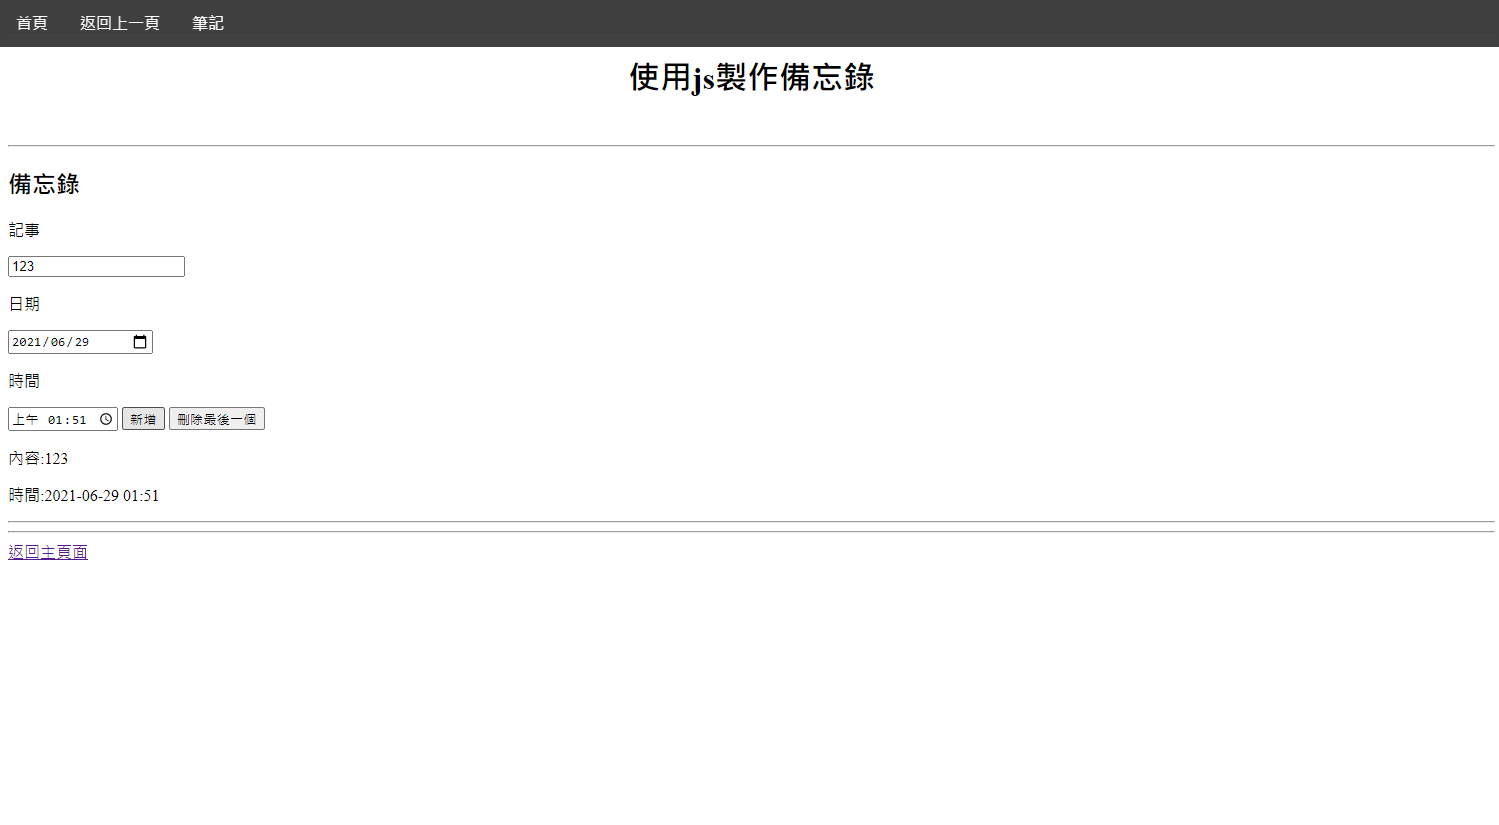 首頁 返回上一頁 筆記
使用js製作備忘錄
備忘錄
記事
123
日期
2021/06/29
時間
上午 01:51 新增 刪除最後一個
內容:123
時間:2021-06-29 01:51
返回主頁面